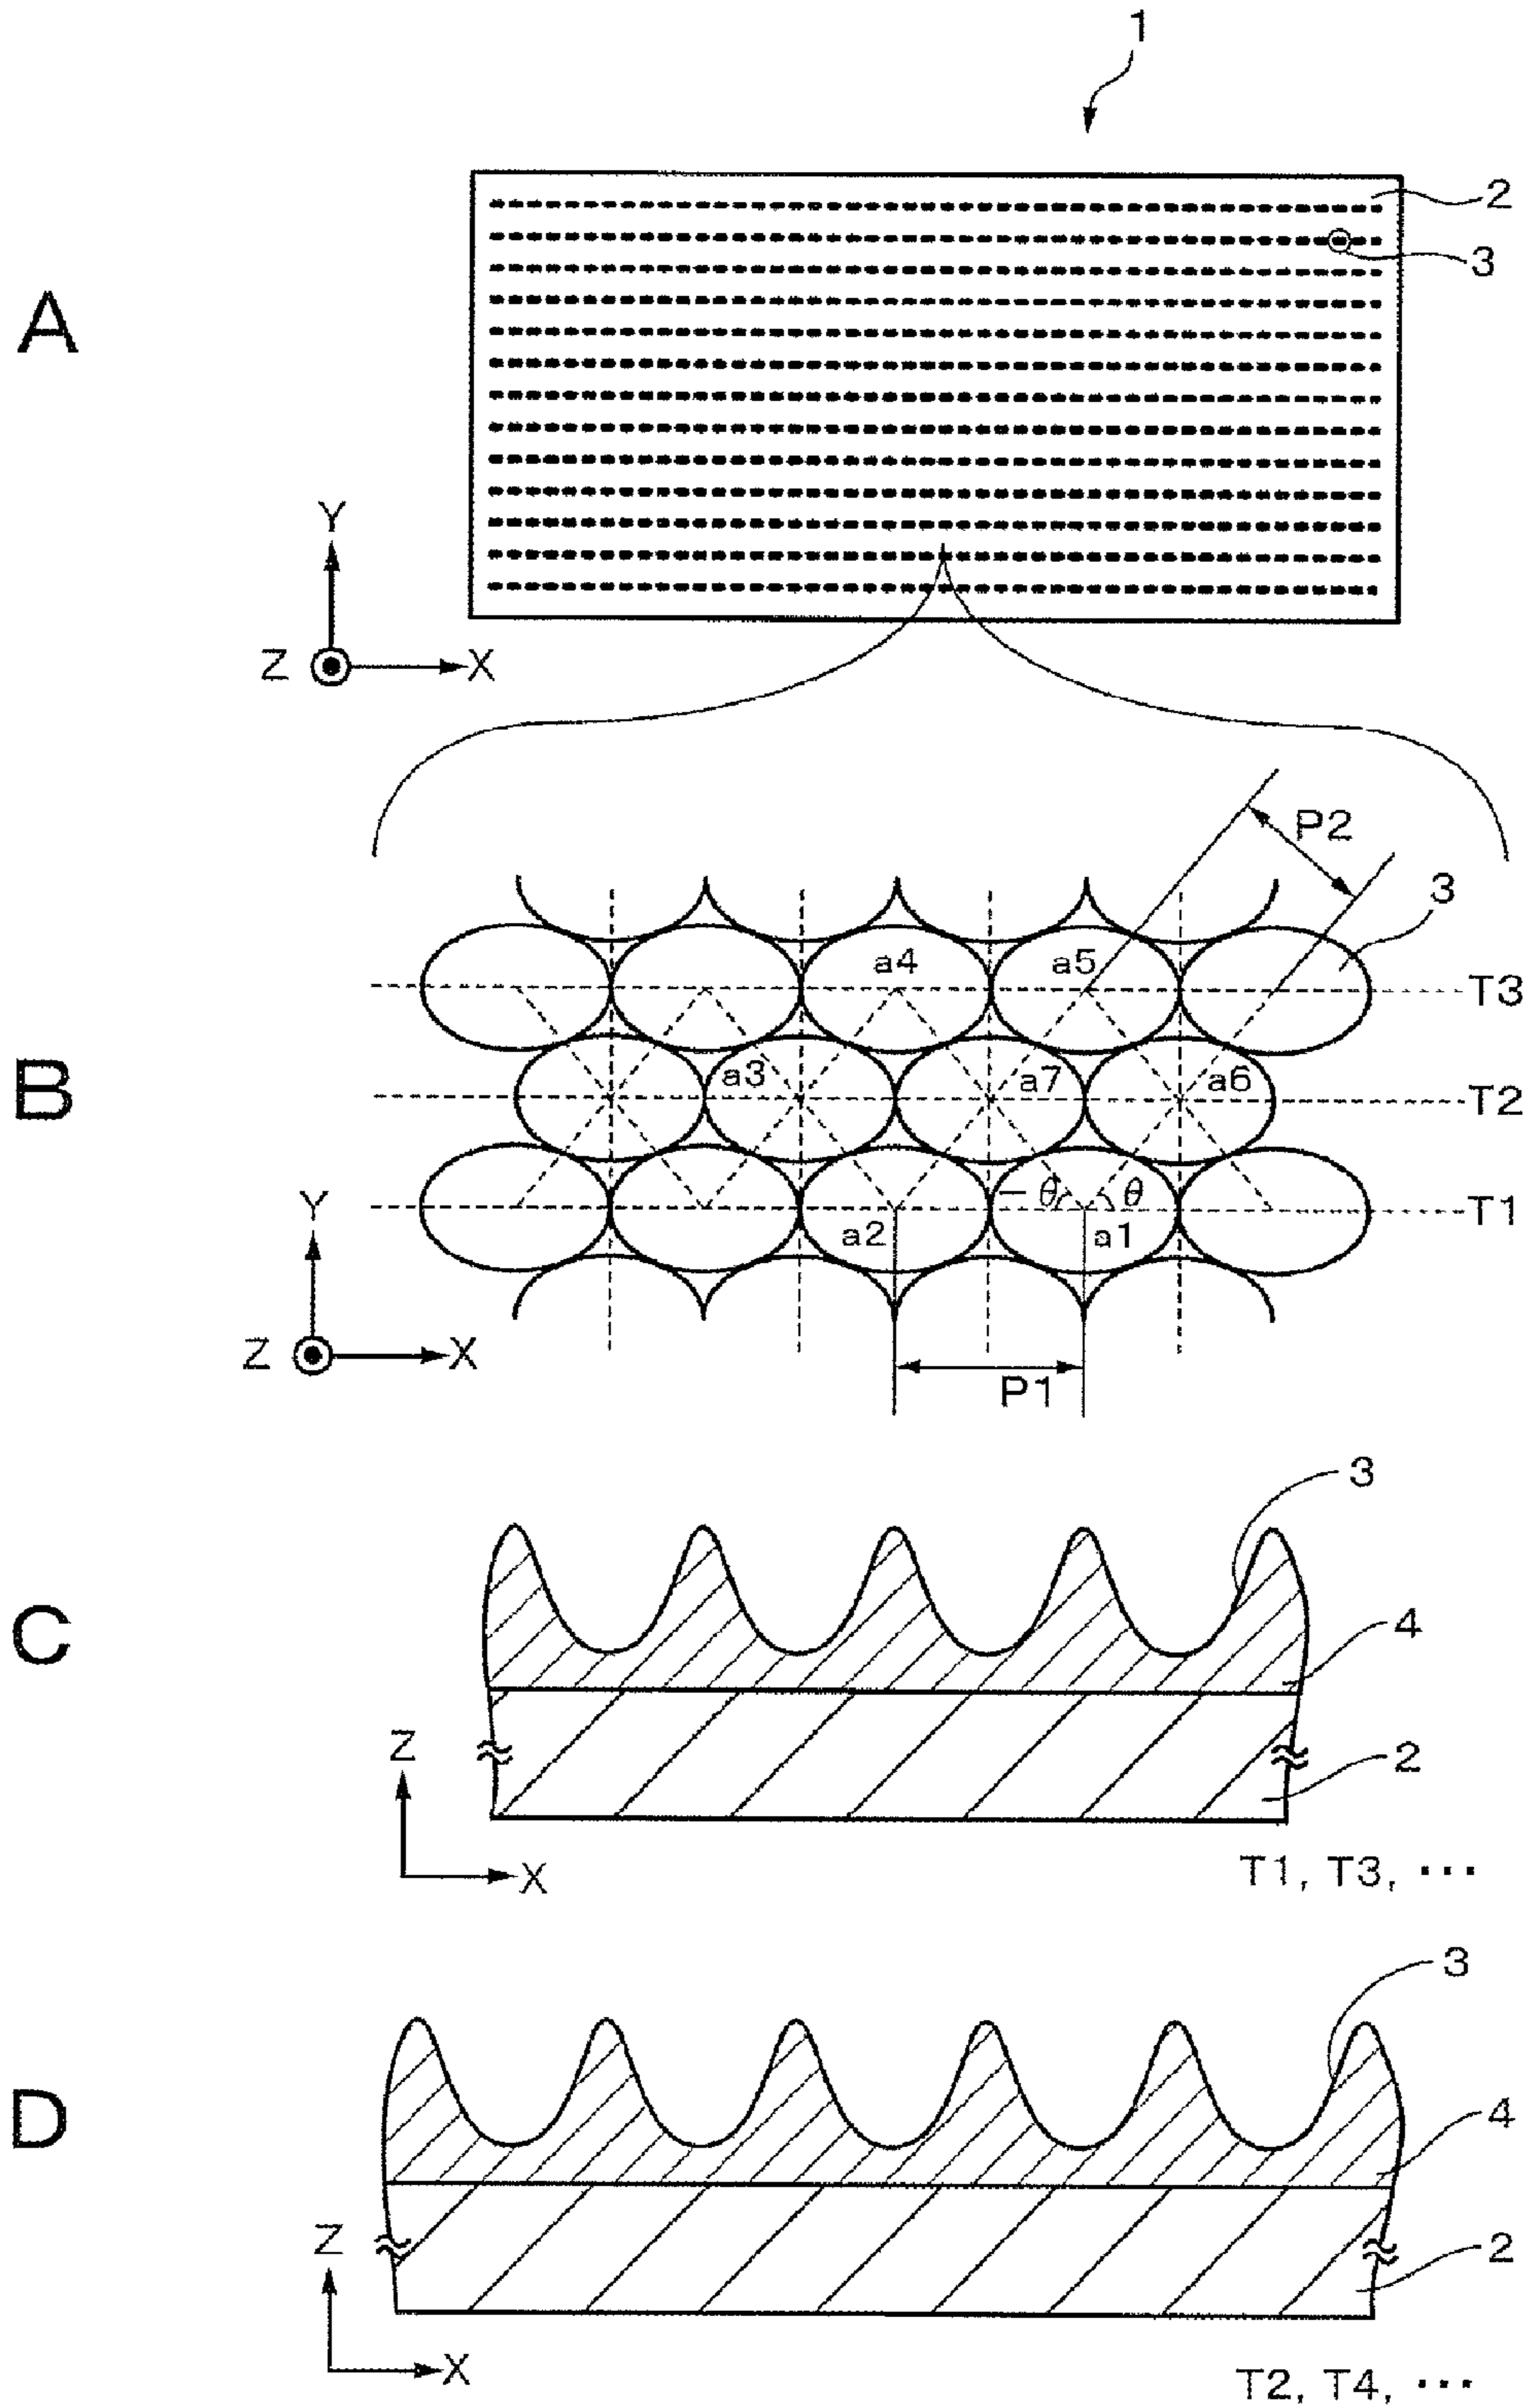 1
2
3
A
Y
Z X
P2
3
a4 a5
T3
B
a3 a7 a6
T2
−θ θ
T1
a2 a1
Y
Z X
P1
3
C
4
Z
2
X
T1, T3, ···
3
D
4
Z
2
X
T2, T4, ···